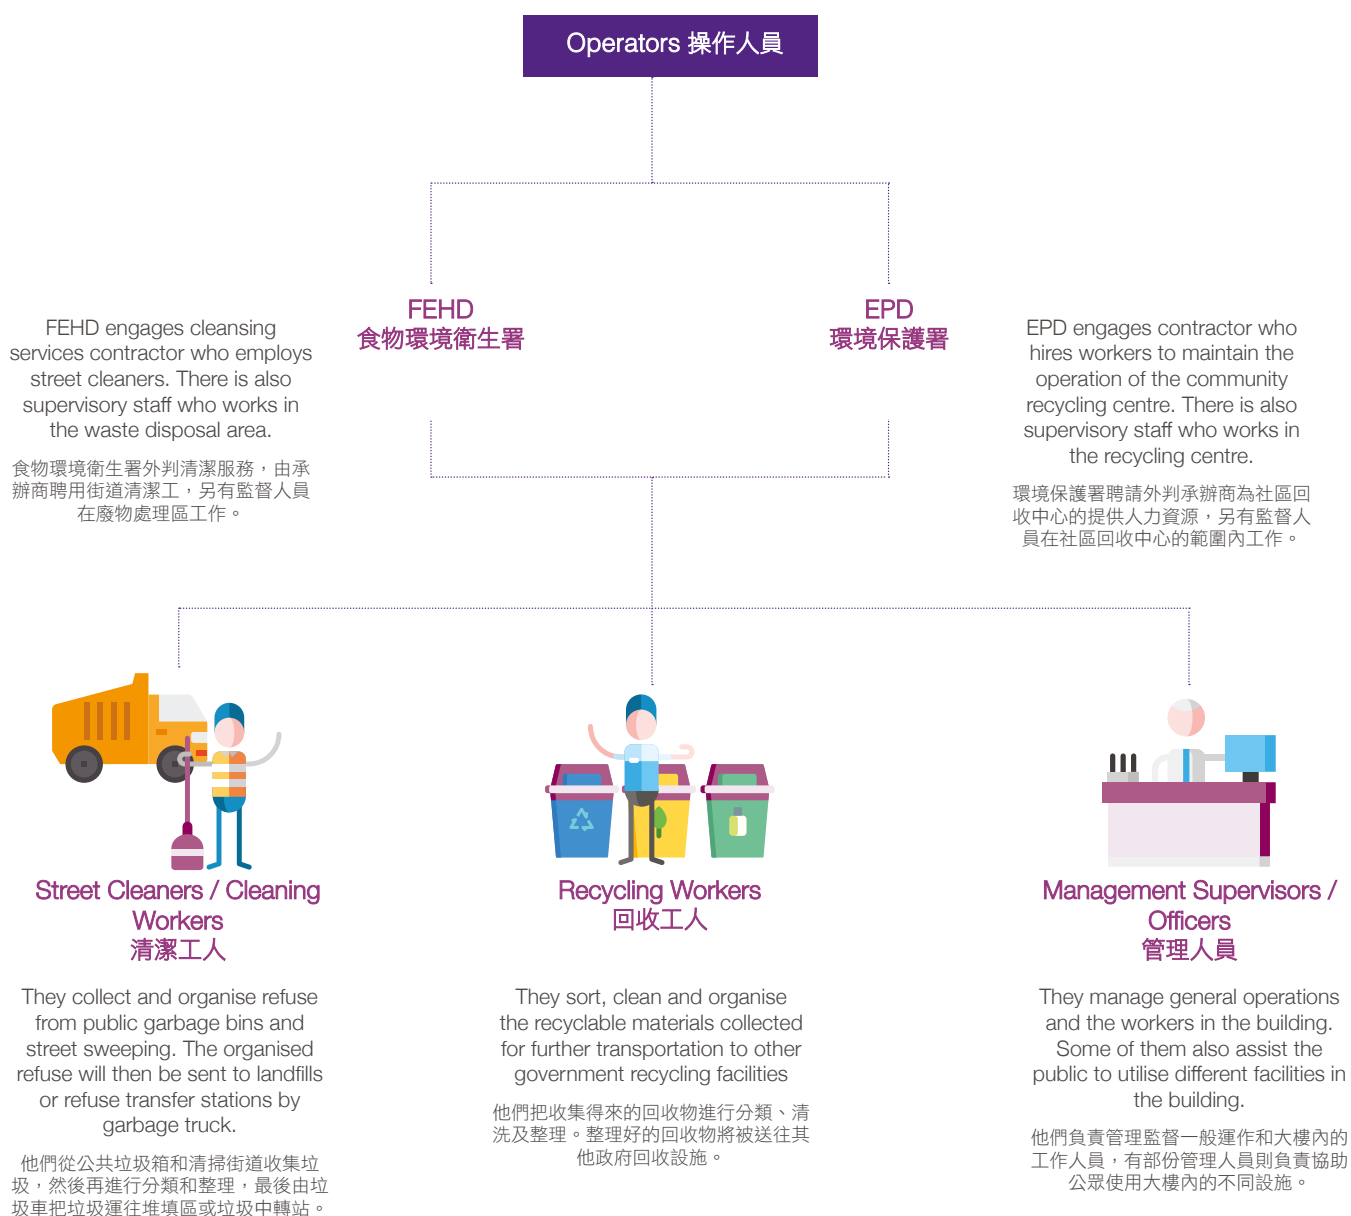 Operators 操作人員
FEHD
食物環境衛生署
EPD
環境保護署
FEHD engages cleansing
services contractor who employs
street cleaners. There is also
supervisory staff who works in
the waste disposal area.
食物環境衛生署外判清潔服務，由承
辦商聘用街道清潔工，另有監督人員
在廢物處理區工作。
EPD engages contractor who
hires workers to maintain the
operation of the community
recycling centre. There is also
supervisory staff who works in
the recycling centre.
環境保護署聘請外判承辦商為社區回
收中心的提供人力資源，另有監督人
員在社區回收中心的範圍內工作。
Street Cleaners / Cleaning
Workers
清潔工人
They collect and organise refuse
from public garbage bins and
street sweeping. The organised
refuse will then be sent to landfills
or refuse transfer stations by
garbage truck.
他們從公共垃圾箱和清掃街道收集垃
圾，然後再進行分類和整理，最後由垃
圾車把垃圾運往堆填區或垃圾中轉站。
Recycling Workers
回收工人
They sort, clean and organise
the recyclable materials collected
for further transportation to other
government recycling facilities
他們把收集得來的回收物進行分類、清
洗及整理。整理好的回收物將被送往其
他政府回收設施。
Management Supervisors /
Officers
管理人員
They manage general operations
and the workers in the building.
Some of them also assist the
public to utilise different facilities in
the building.
他們負責管理監督一般運作和大樓內的
工作人員，有部份管理人員則負責協助
公眾使用大樓內的不同設施。